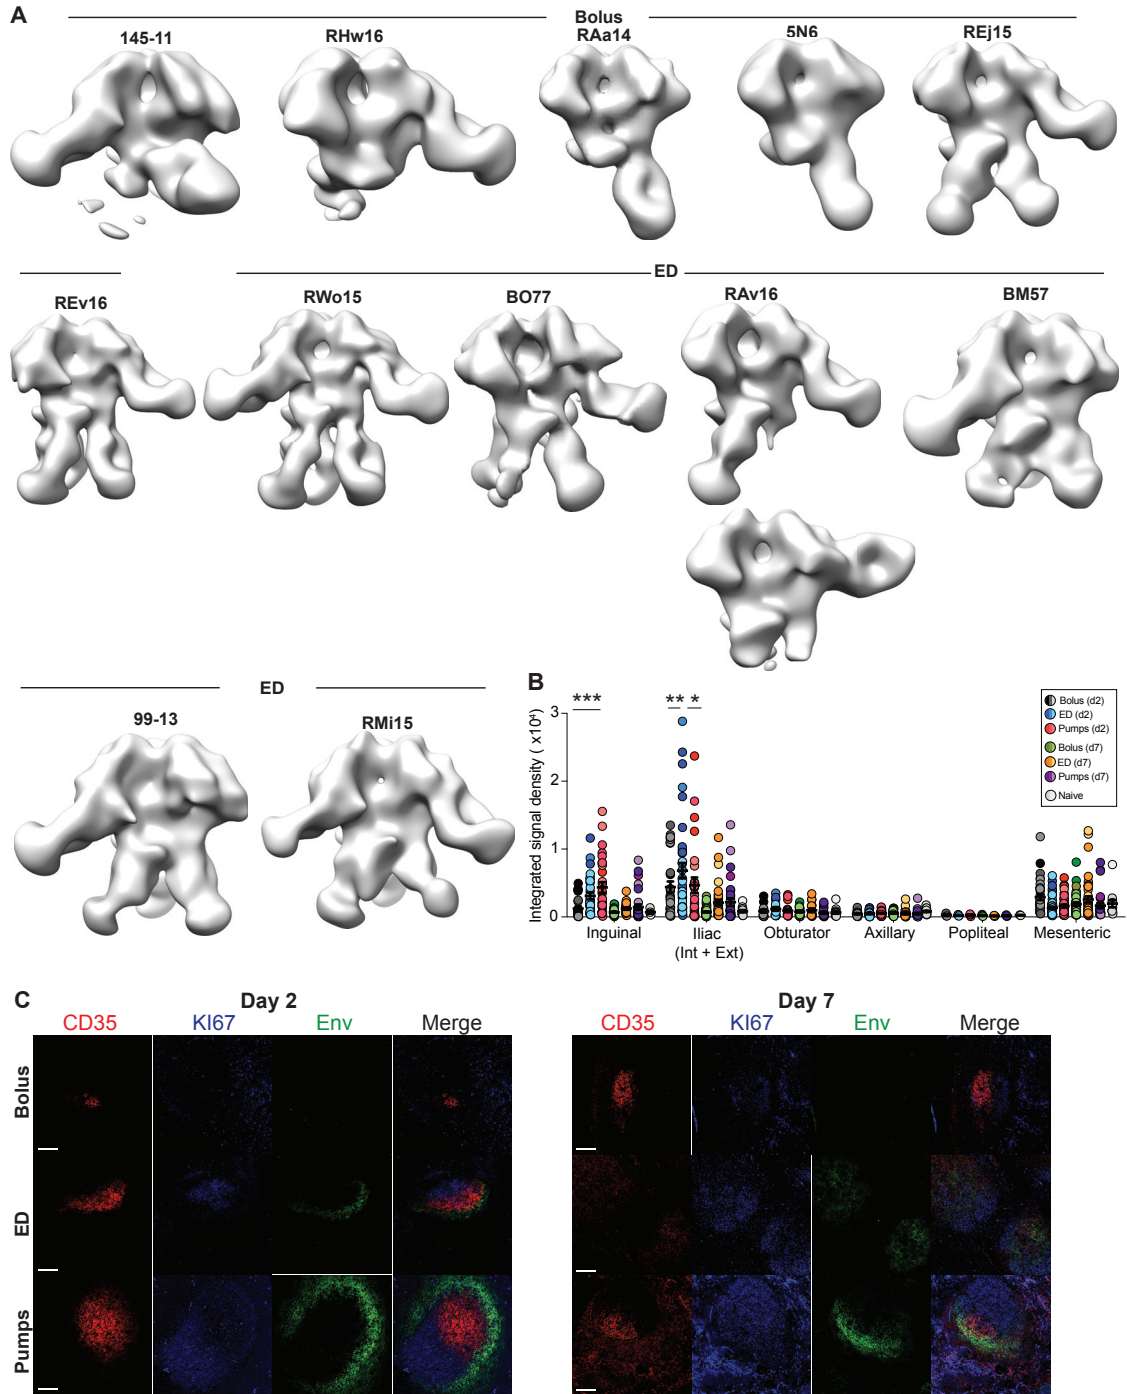 A
Bolus
145-11
RHw16
RAa14
5N6
REj15
ED
REv16
RWo15
BO77
RAv16
BM57
ED
99-13
RMi15
B
Integrated signal density ( x10⁴)
3
2
1
0
***
**
*
Bolus (d2)
ED (d2)
Pumps (d2)
Bolus (d7)
ED (d7)
Pumps (d7)
Naive
Inguinal
Iliac
(Int + Ext)
Obturator
Axillary
Popliteal
Mesenteric
C
Day 2
Day 7
CD35
KI67
Env
Merge
CD35
KI67
Env
Merge
Bolus
ED
Pumps